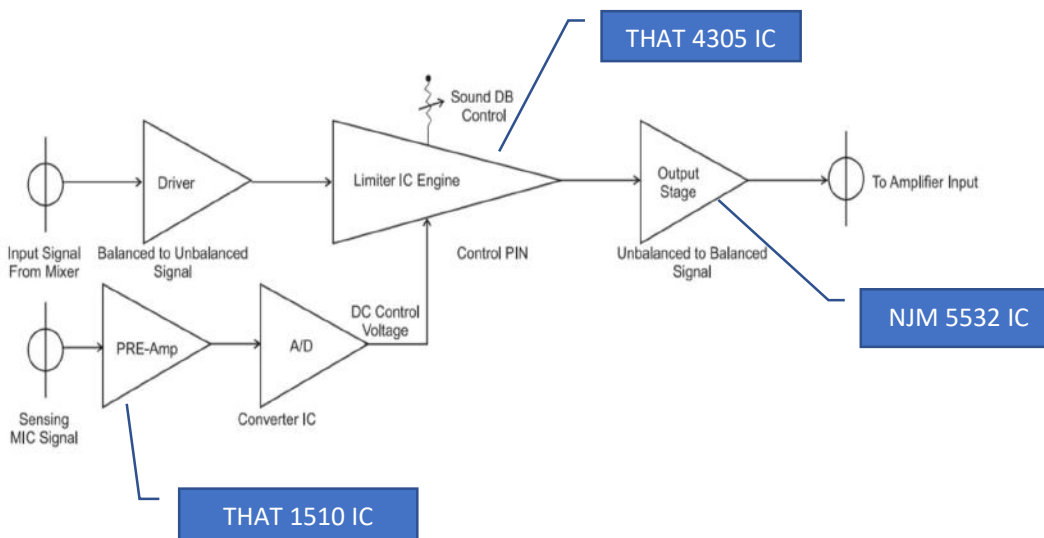 THAT 4305 IC
Sound DB
Control
Driver
Limiter IC Engine
Output
Stage
To Amplifier Input
Input Signal
From Mixer
Balanced to Unbalanced
Signal
Control PIN
Unbalanced to Balanced
Signal
DC Control
Voltage
NJM 5532 IC
PRE-Amp
A/D
Sensing
MIC Signal
Converter IC
THAT 1510 IC